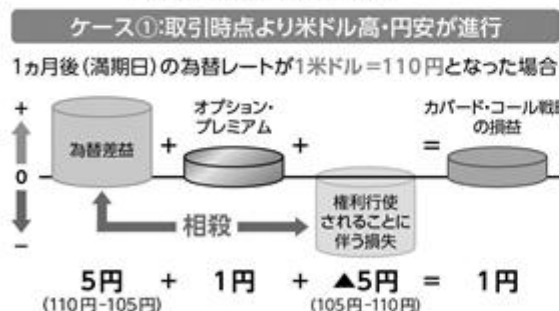 ケース①:取引時点より米ドル高・円安が進行
1ヵ月後(満期日)の為替レートが1米ドル=110円となった場合
オプション・
プレミアム
カバード・コール戦略
の損益
+
為替差益
+
+
=
0
権利行使
されることに
伴う損失
相殺
−
5円 + 1円 + ▲5円 = 1円
(110円-105円) (105円-110円)